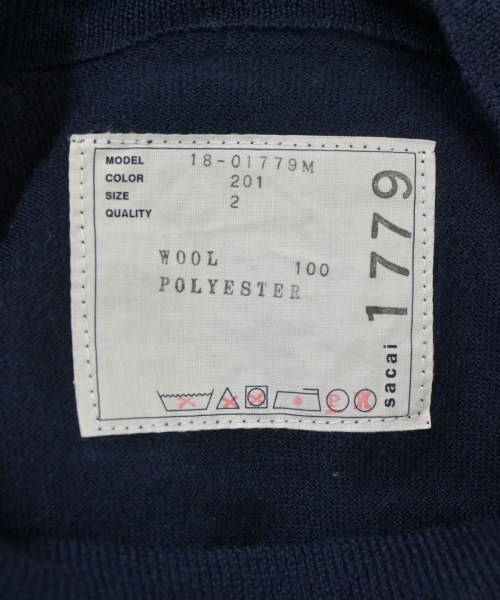 MODEL 18-01779M
COLOR 201
SIZE 2
QUALITY
WOOL 100
POLYESTER
sacai 1779
P